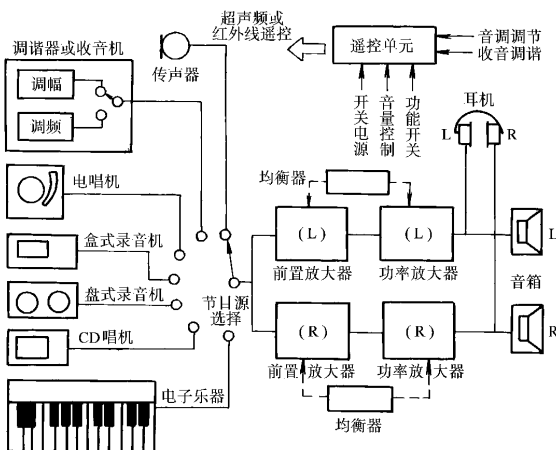 超声频或
红外线遥控
遥控单元
音调调节
收音调谐
调谐器或收音机
传声器
调幅
调频
开关电源
音量控制
功能开关
耳机
L
R
电唱机
均衡器
(L)
(L)
L
盒式录音机
前置放大器
功率放大器
音箱
盘式录音机
节目源
选择
(R)
(R)
R
CD唱机
前置放大器
功率放大器
电子乐器
均衡器